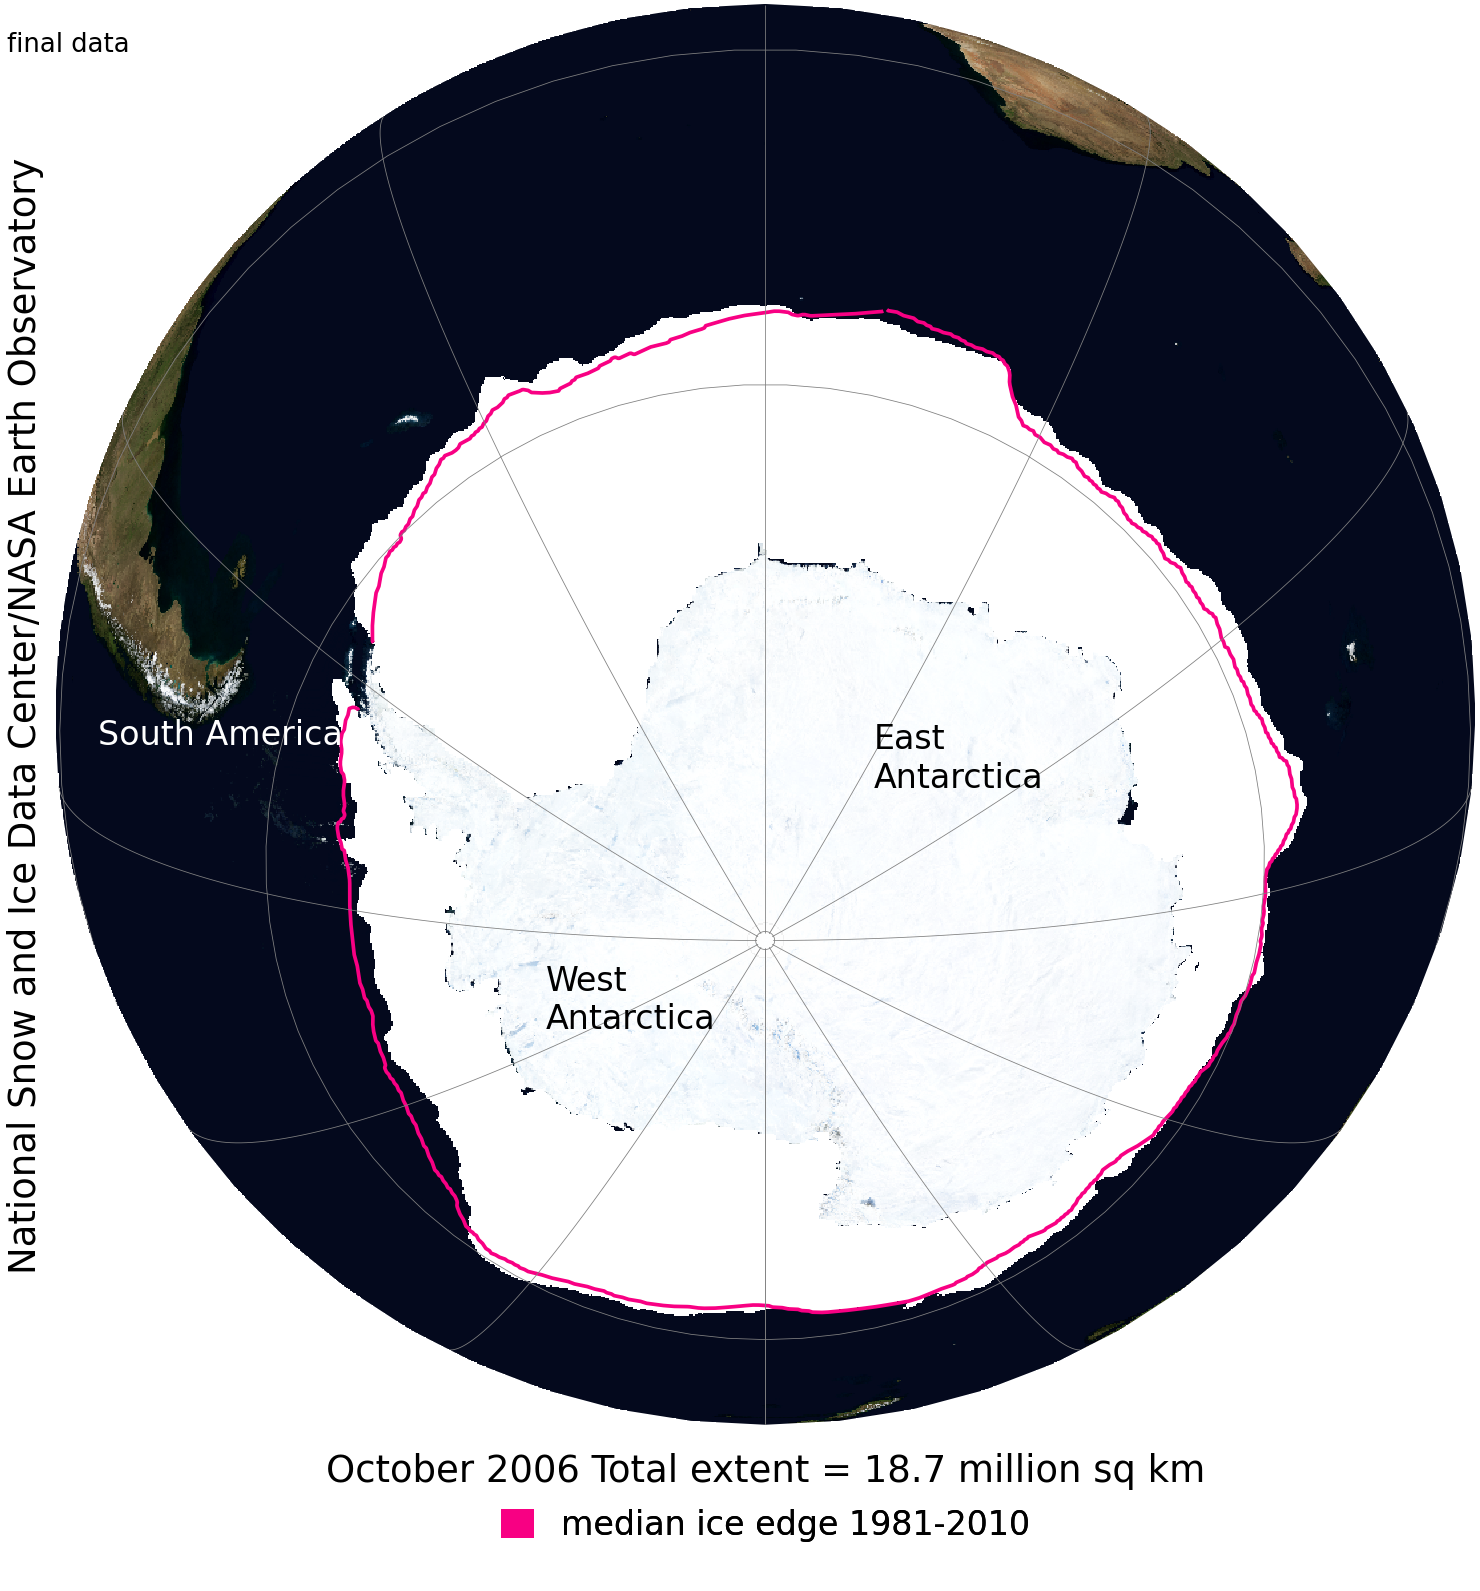 final data
National Snow and Ice Data Center/NASA Earth Observatory
South America
East
Antarctica
West
Antarctica
October 2006 Total extent = 18.7 million sq km
median ice edge 1981-2010